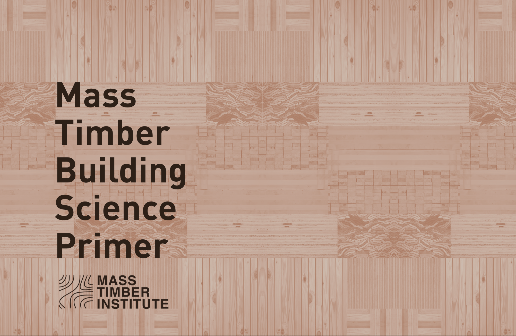 Mass
Timber
Building
Science
Primer
MASS
TIMBER
INSTITUTE